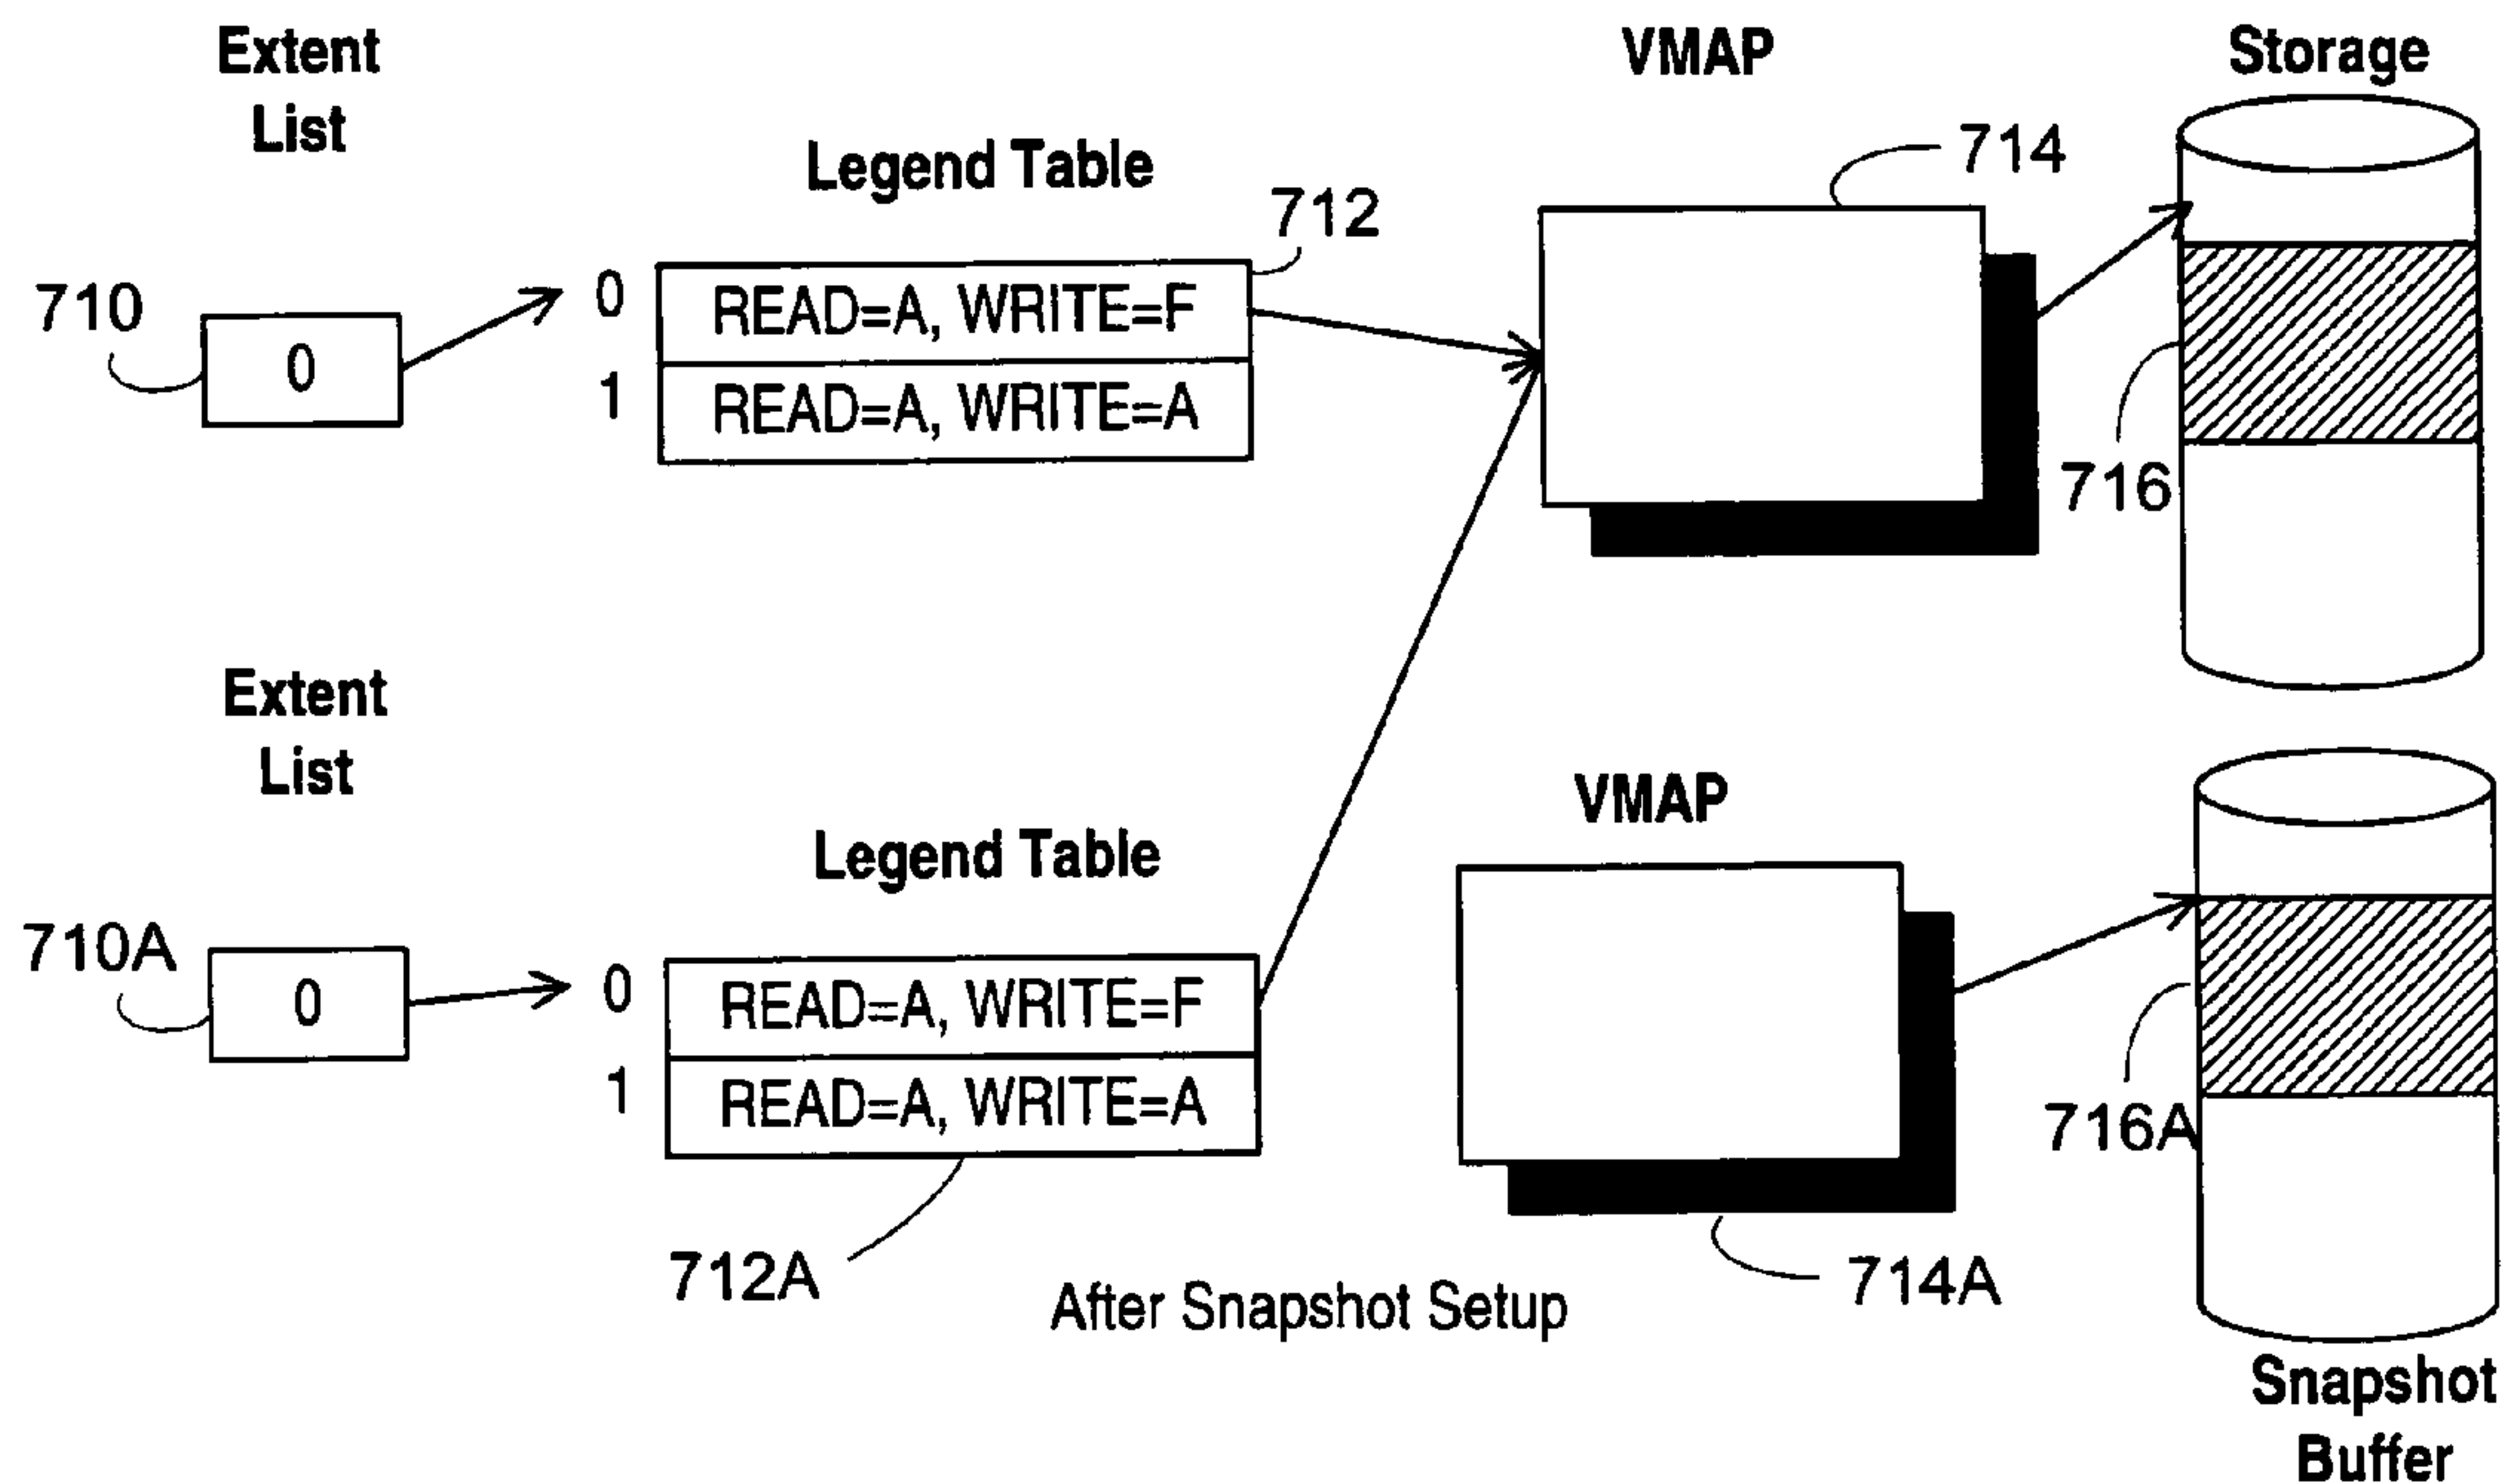 Extent
List
VMAP
Storage
Legend Table
714
712
710
0
0
READ=A, WRITE=F
1
READ=A, WRITE=A
716
Extent
List
VMAP
Legend Table
710A
0
0
READ=A, WRITE=F
1
READ=A, WRITE=A
716A
712A
714A
After Snapshot Setup
Snapshot
Buffer